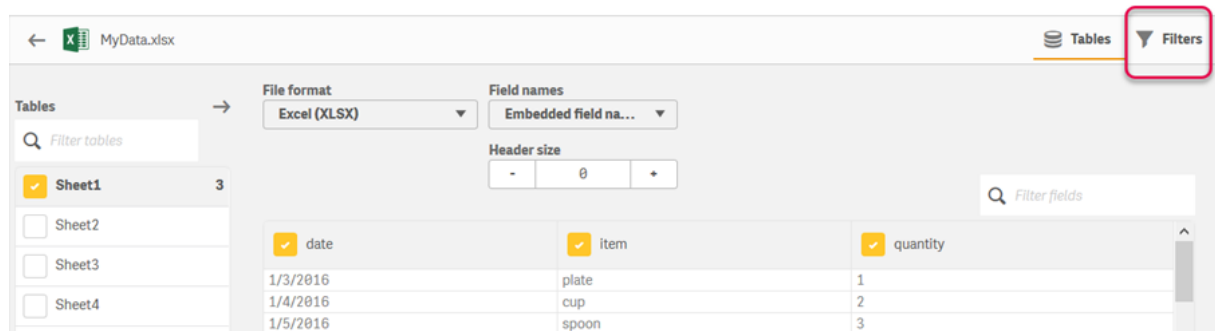 MyData.xlsx
Tables
Filters
Tables
Filter tables
Sheet1 3
Sheet2
Sheet3
Sheet4
File format
Excel (XLSX)
Field names
Embedded field na...
Header size
- 0 +
Filter fields
date item quantity
1/3/2016 plate 1
1/4/2016 cup 2
1/5/2016 spoon 3